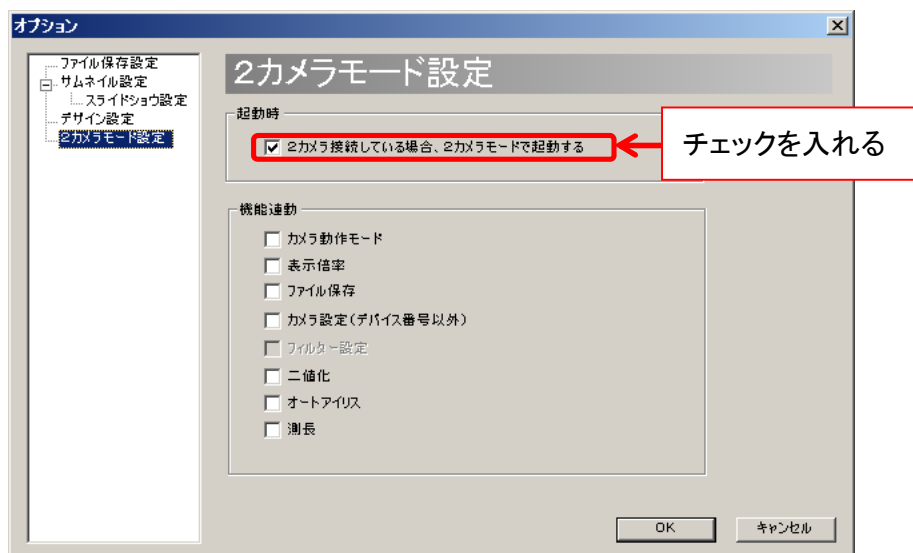 オプション
ファイル保存設定
サムネイル設定
スライドショウ設定
デザイン設定
2カメラモード設定
2カメラモード設定
起動時
2カメラ接続している場合、2カメラモードで起動する
チェックを入れる
機能連動
カメラ動作モード
表示倍率
ファイル保存
カメラ設定(デバイス番号以外)
フィルター設定
二値化
オートアイリス
測長
OK
キャンセル